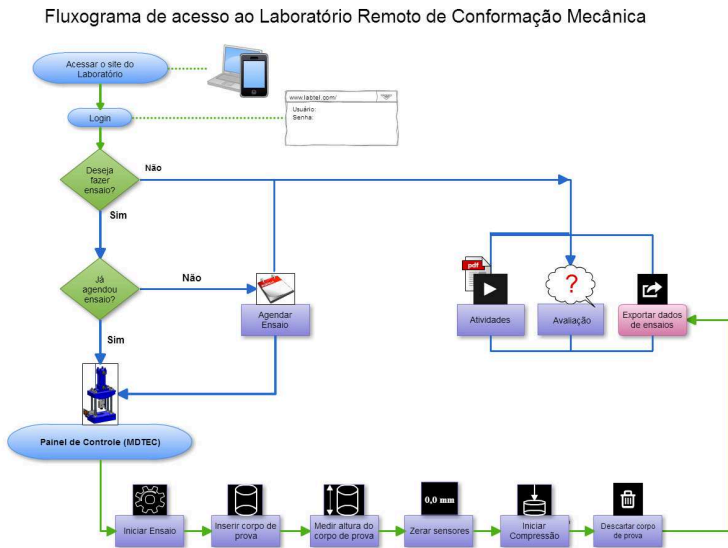 Fluxograma de acesso ao Laboratório Remoto de Conformação Mecânica
Acessar o site do
Laboratório
www.labtel.com/
Usuário:
Senha:
Login
Deseja
fazer
ensaio?
Não
Sim
Já
agendou
ensaio?
Não
Agendar
Ensaio
Sim
pdf
?
Atividades
Avaliação
Exportar dados
de ensaios
Painel de Controle (MDTEC)
0,0 mm
Iniciar Ensaio
Inserir corpo de
prova
Medir altura do
corpo de prova
Zerar sensores
Iniciar
Compressão
Descartar corpo
de prova